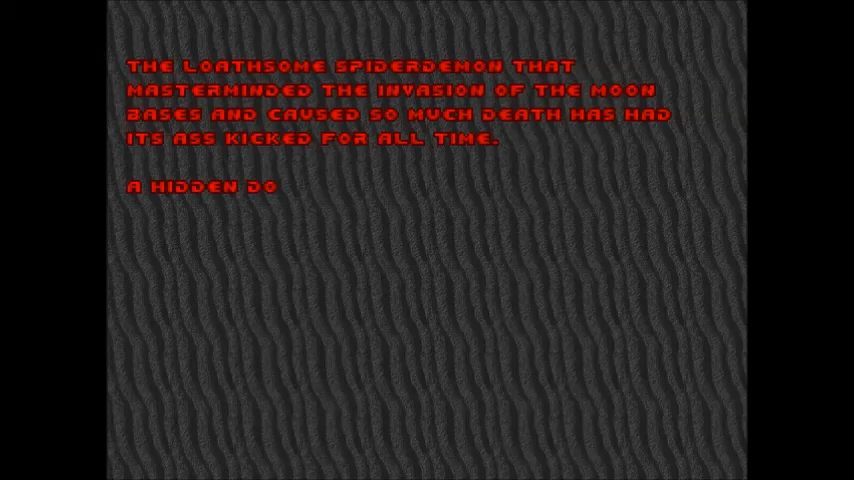 THE LOATHSOME SPIDERDEMON THAT
MASTERMINDED THE INVASION OF THE MOON
BASES AND CAUSED SO MUCH DEATH HAS HAD
ITS ASS KICKED FOR ALL TIME.
A HIDDEN DO